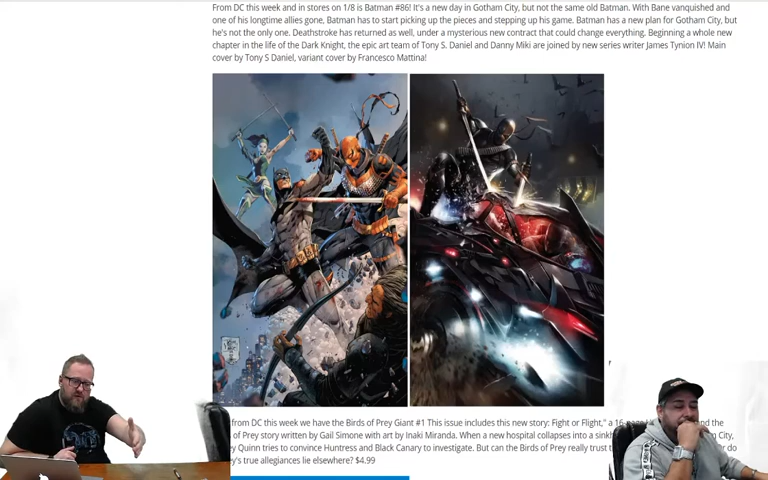 From DC this week and in stores on 1/8 is Batman #86! It's a new day in Gotham City, but not the same old Batman. With Bane vanquished and
one of his longtime allies gone, Batman has to start picking up the pieces and stepping up his game. Batman has a new plan for Gotham City, but
he's not the only one. Deathstroke has returned as well, under a mysterious new contract that could change everything. Beginning a whole new
chapter in the life of the Dark Knight, the epic art team of Tony S. Daniel and Danny Miki are joined by new series writer James Tynion IV! Main
cover by Tony S Daniel, variant cover by Francesco Mattina!
from DC this week we have the Birds of Prey Giant #1 This issue includes this new story: Fight or Flight," a 16-page nd the
of Prey story written by Gail Simone with art by Inaki Miranda. When a new hospital collapses into a sinkh City,
y Quinn tries to convince Huntress and Black Canary to investigate. But can the Birds of Prey really trust do
ey's true allegiances lie elsewhere? $4.99